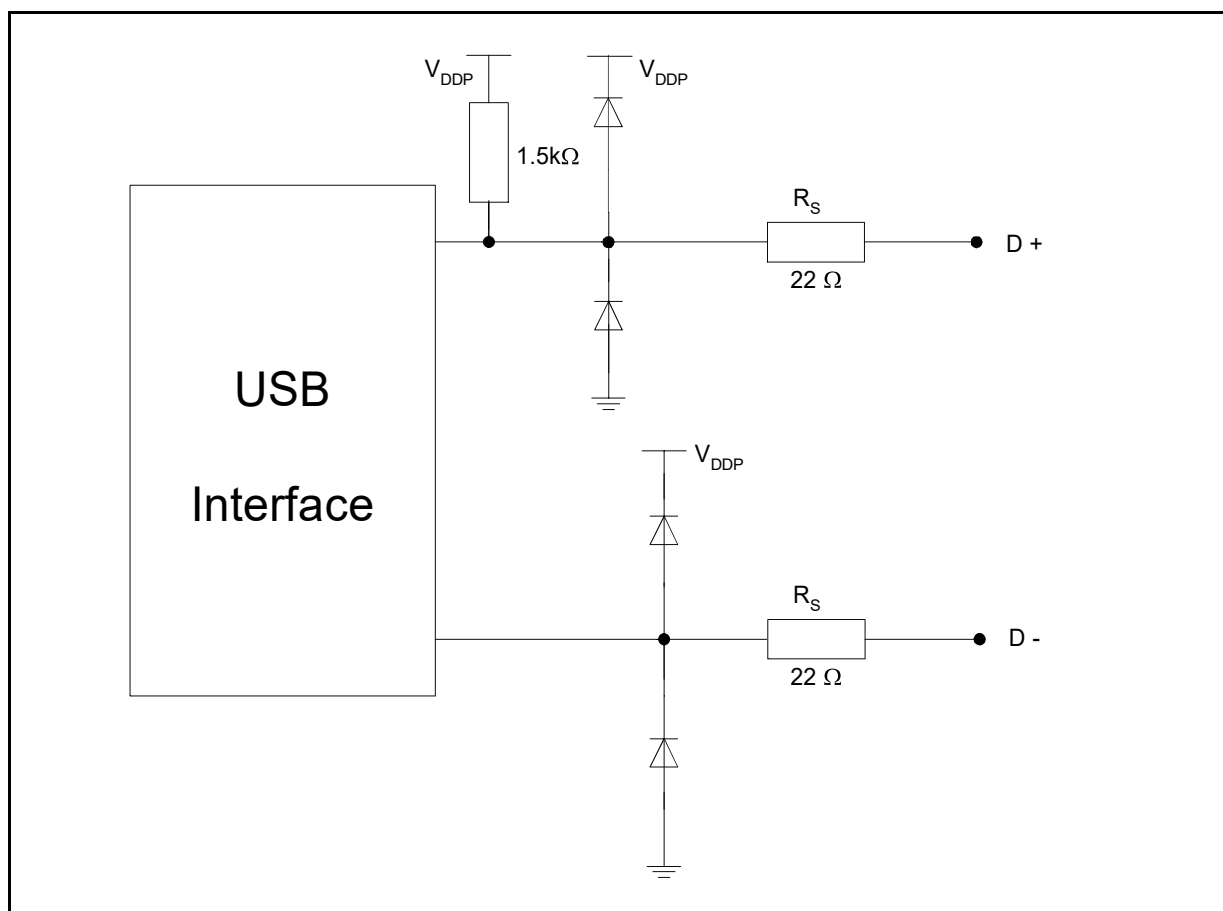 V_DDP
V_DDP
1.5kΩ
R_S
D +
22 Ω
USB
Interface
V_DDP
R_S
D -
22 Ω